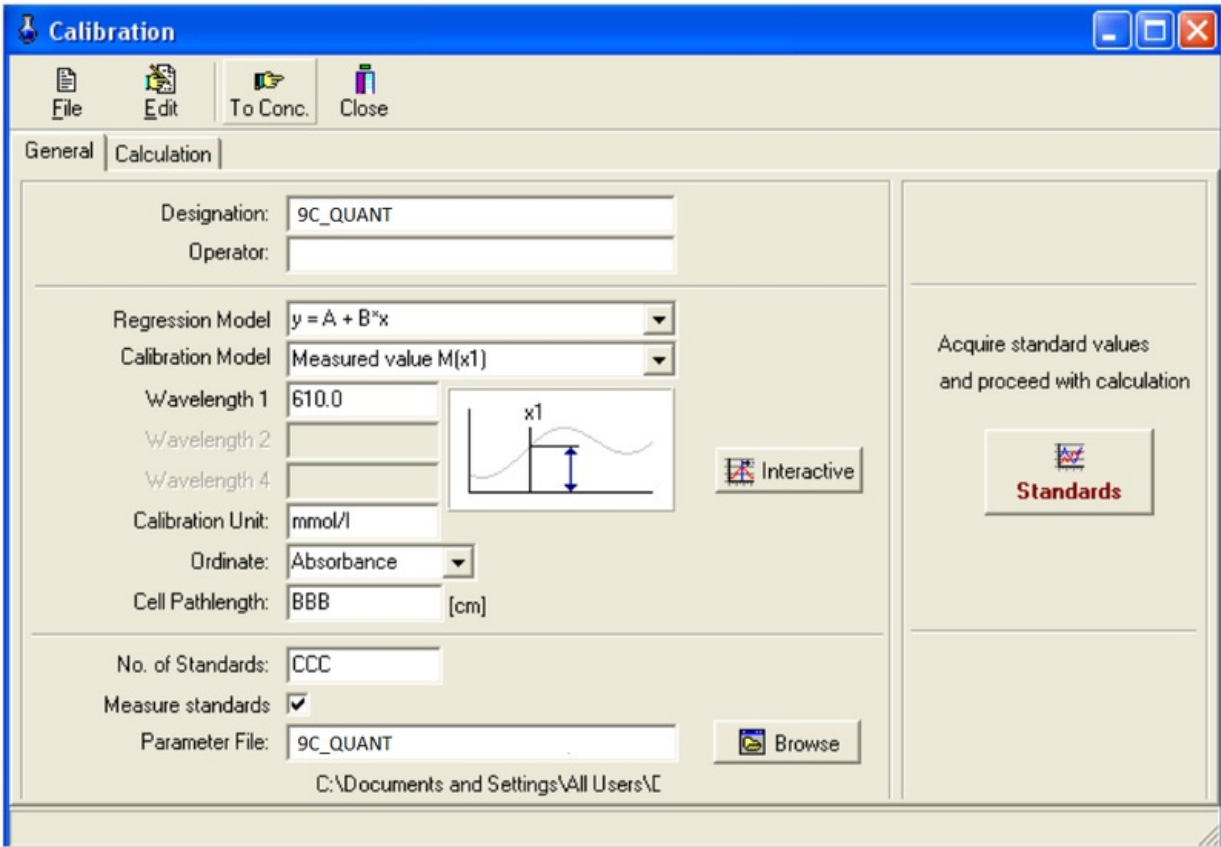 Calibration
File Edit To Conc. Close
General Calculation
Designation: 9C_QUANT
Operator:
Regression Model y = A + B*x
Calibration Model Measured value M(x1)
Wavelength 1 610.0
x1
Wavelength 2
Wavelength 4
Interactive
Calibration Unit: mmol/l
Ordinate: Absorbance
Cell Pathlength: BBB [cm]
No. of Standards: CCC
Measure standards
Parameter File: 9C_QUANT Browse
C:\Documents and Settings\All Users\D
Acquire standard values
and proceed with calculation
Standards